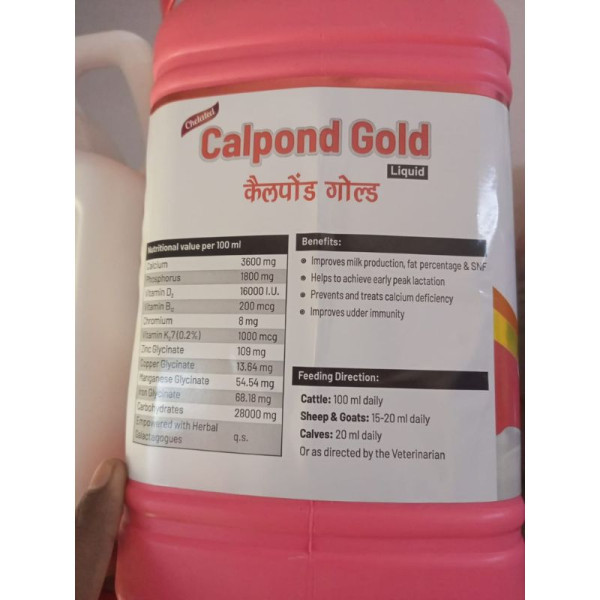 Chelated
Calpond Gold
Liquid
कैलपोंड गोल्ड
Nutritional value per 100 ml
Calcium 3600 mg
Phosphorus 1800 mg
Vitamin D3 16000 I.U.
Vitamin B12 200 mcg
Chromium 8 mg
Vitamin K27 (0.2%) 1000 mcg
Zinc Glycinate 109 mg
Copper Glycinate 13.64 mg
Manganese Glycinate 54.54 mg
Iron Glycinate 68.18 mg
Carbohydrates 28000 mg
Empowered with Herbal
Galactagogues q.s.
Benefits:
• Improves milk production, fat percentage & SNF
• Helps to achieve early peak lactation
• Prevents and treats calcium deficiency
• Improves udder immunity
Feeding Direction:
Cattle: 100 ml daily
Sheep & Goats: 15-20 ml daily
Calves: 20 ml daily
Or as directed by the Veterinarian